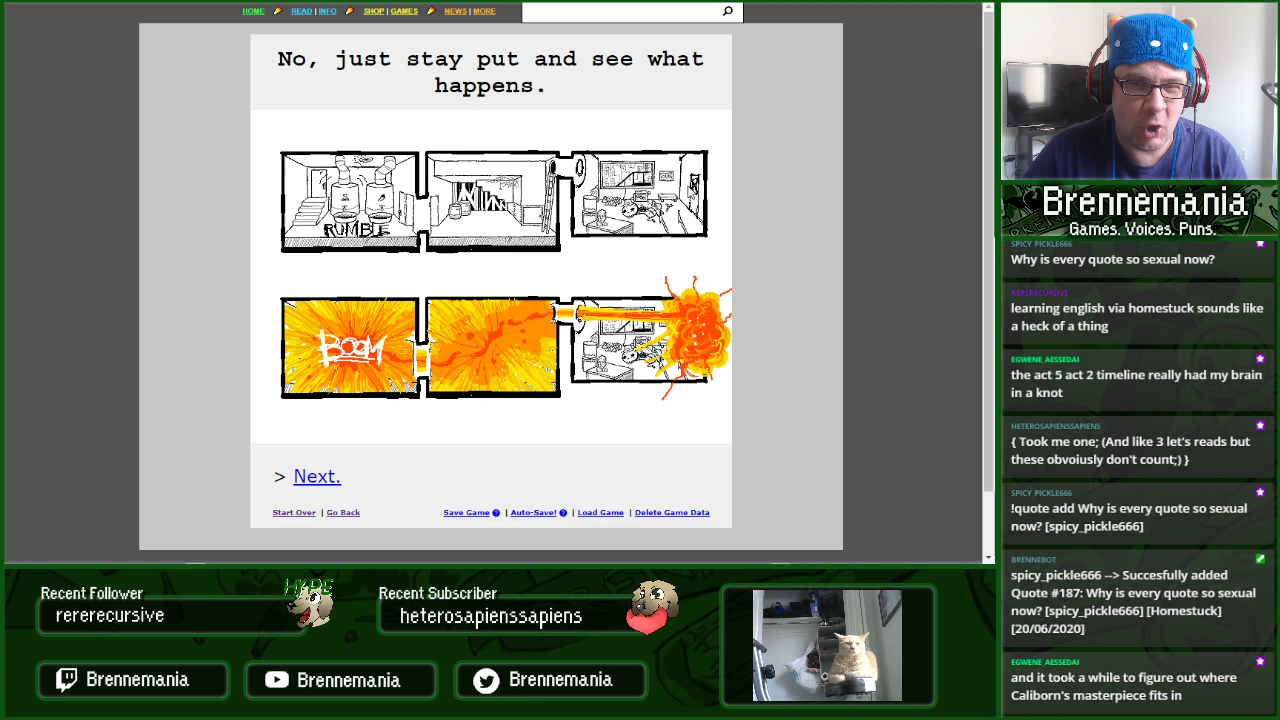 HOME READ | INFO SHOP | GAMES NEWS | MORE
No, just stay put and see what
happens.
RUMBLE
BOOM
> Next.
Start Over | Go Back Save Game ? | Auto-Save! ? | Load Game | Delete Game Data
Brennemania
Games. Voices. Puns.
SPICY PICKLE666
Why is every quote so sexual now?
RERERECURSIVE
learning english via homestuck sounds like
a heck of a thing
EGWENE_AESSEDAI
the act 5 act 2 timeline really had my brain
in a knot
HETEROSAPIENSSAPIENS
{ Took me one; (And like 3 let's reads but
these obvoiusly don't count;) }
SPICY PICKLE666
!quote add Why is every quote so sexual
now? [spicy_pickle666]
BRENNEBOT
spicy_pickle666 --> Succesfully added
Quote #187: Why is every quote so sexual
now? [spicy_pickle666] [Homestuck]
[20/06/2020]
EGWENE_AESSEDAI
and it took a while to figure out where
Caliborn's masterpiece fits in
Recent Follower
HYPE
rererecursive
Recent Subscriber
heterosapienssapiens
Brennemania
Brennemania
Brennemania